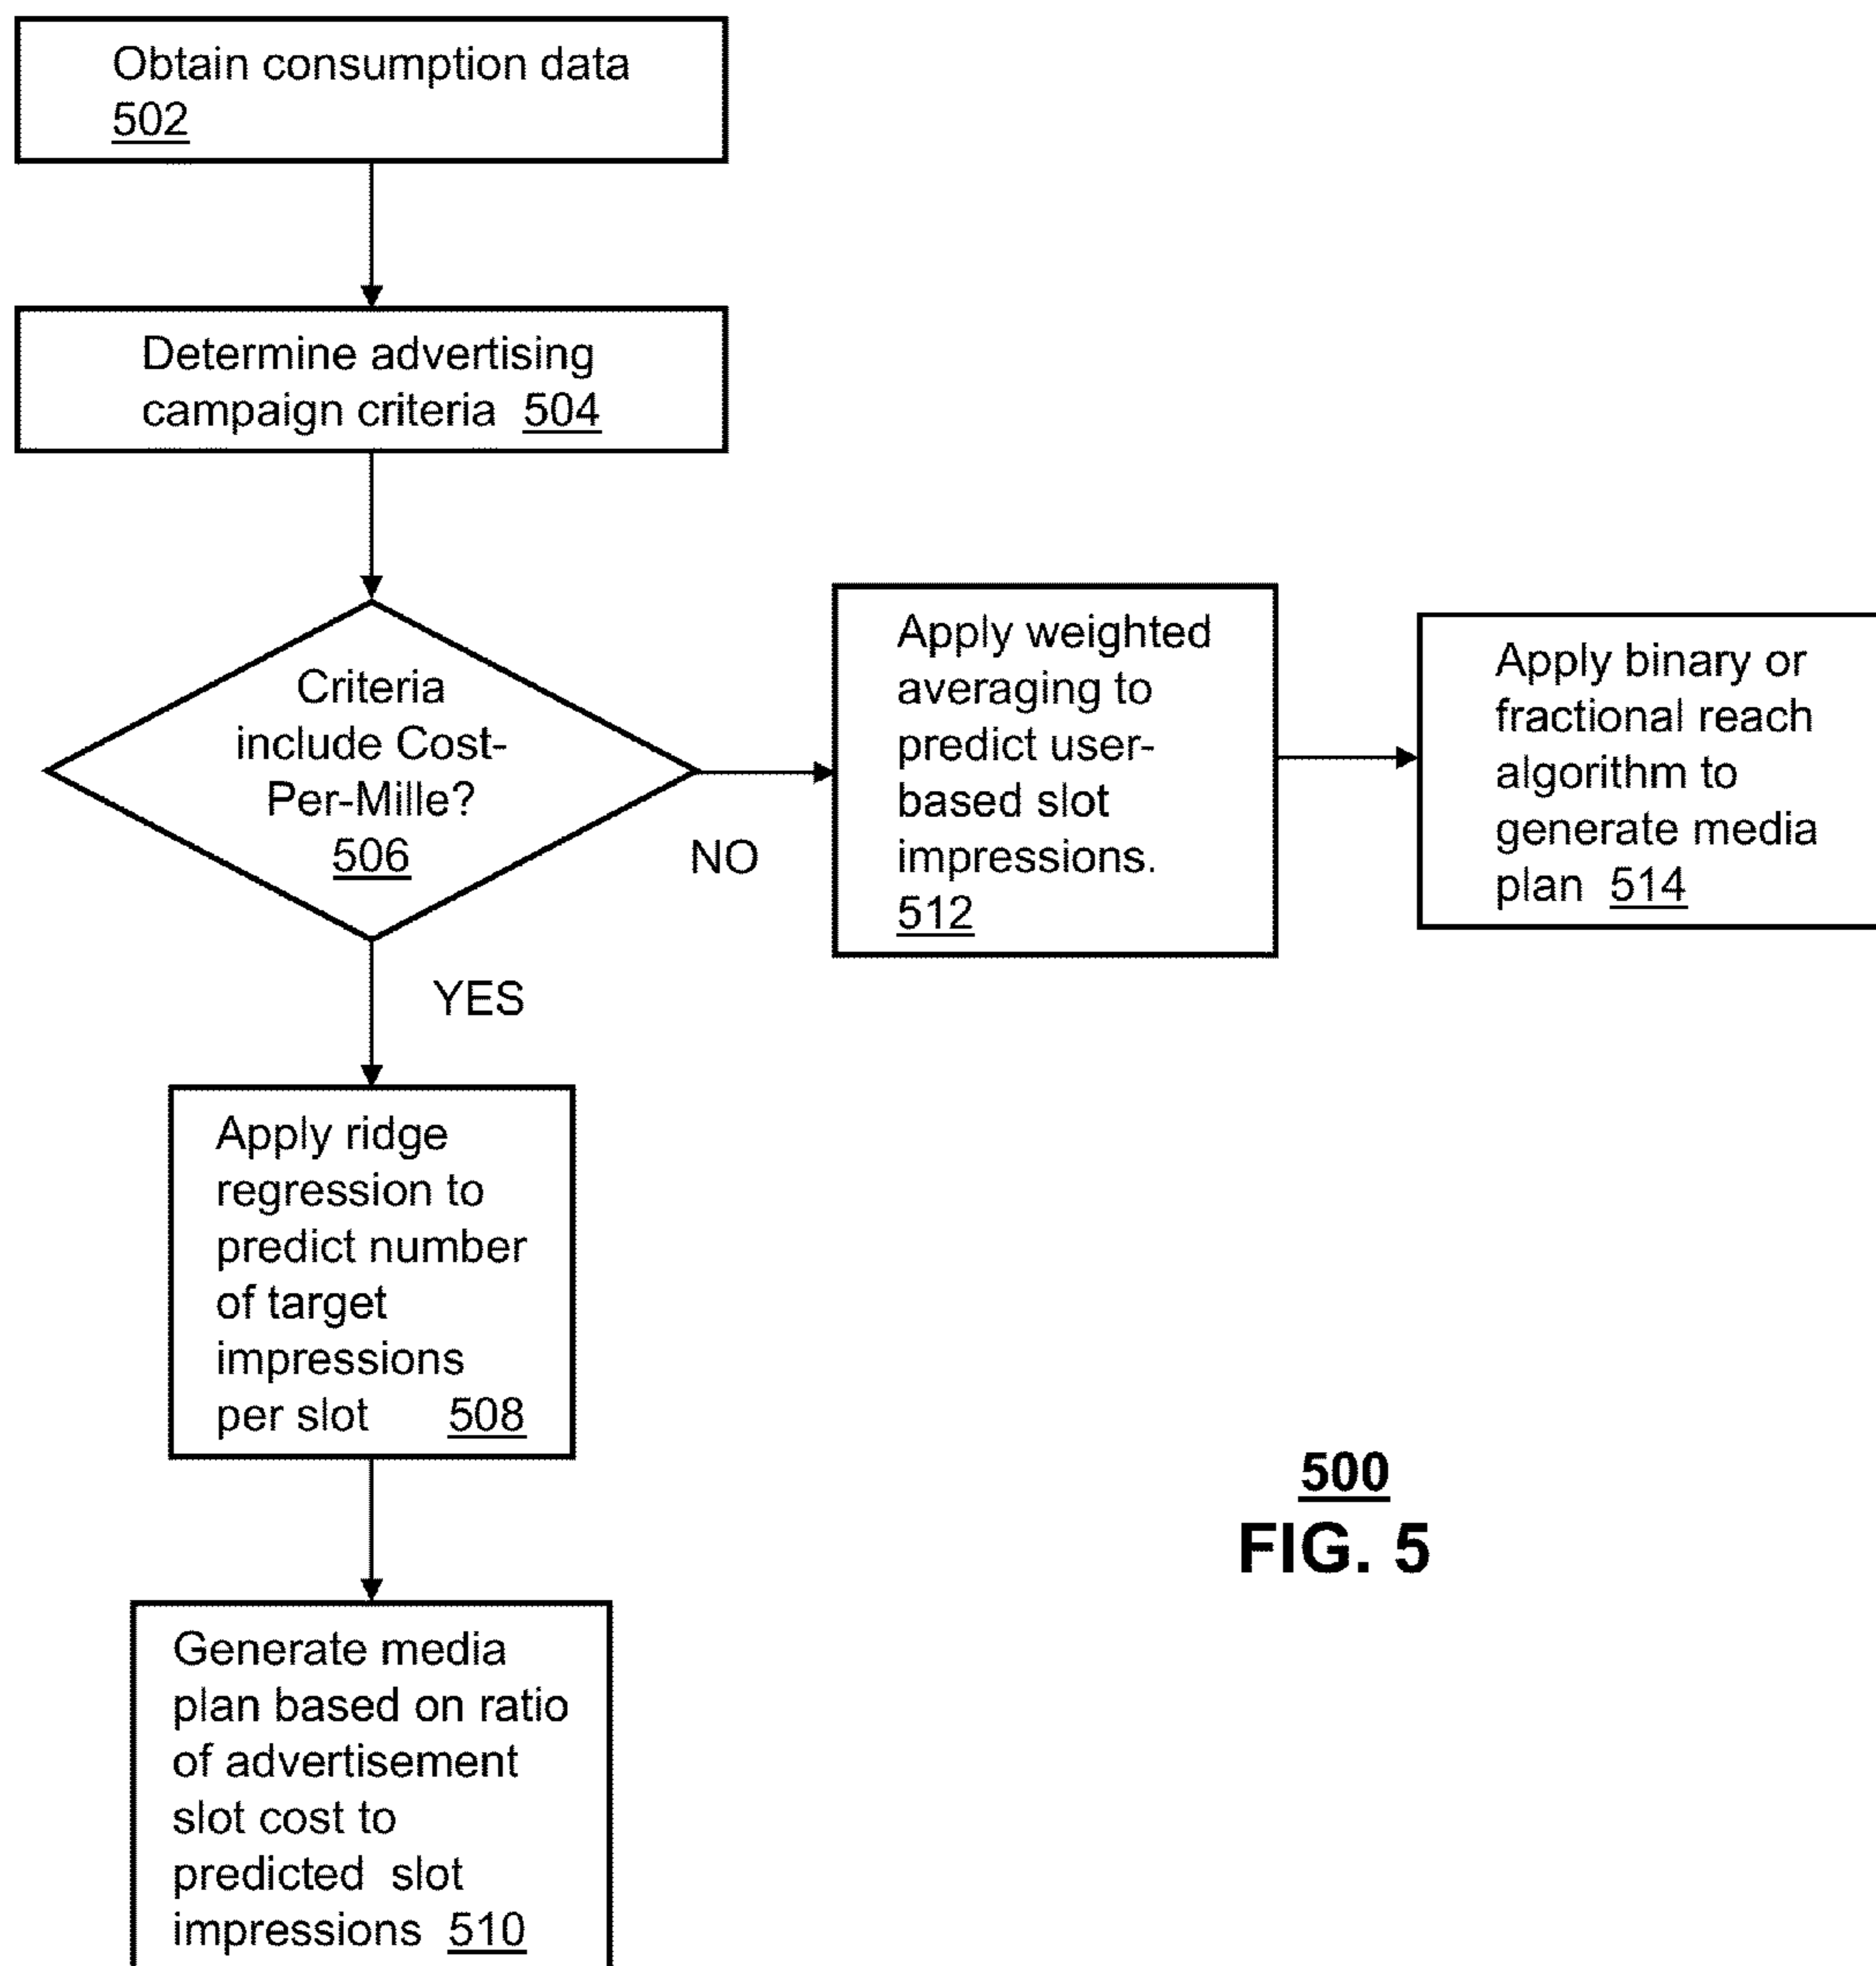 Obtain consumption data
502
Determine advertising
campaign criteria 504
Criteria
include Cost-
Per-Mille?
506
NO
Apply weighted
averaging to
predict user-
based slot
impressions.
512
Apply binary or
fractional reach
algorithm to
generate media
plan 514
YES
Apply ridge
regression to
predict number
of target
impressions
per slot 508
Generate media
plan based on ratio
of advertisement
slot cost to
predicted slot
impressions 510
500
FIG. 5